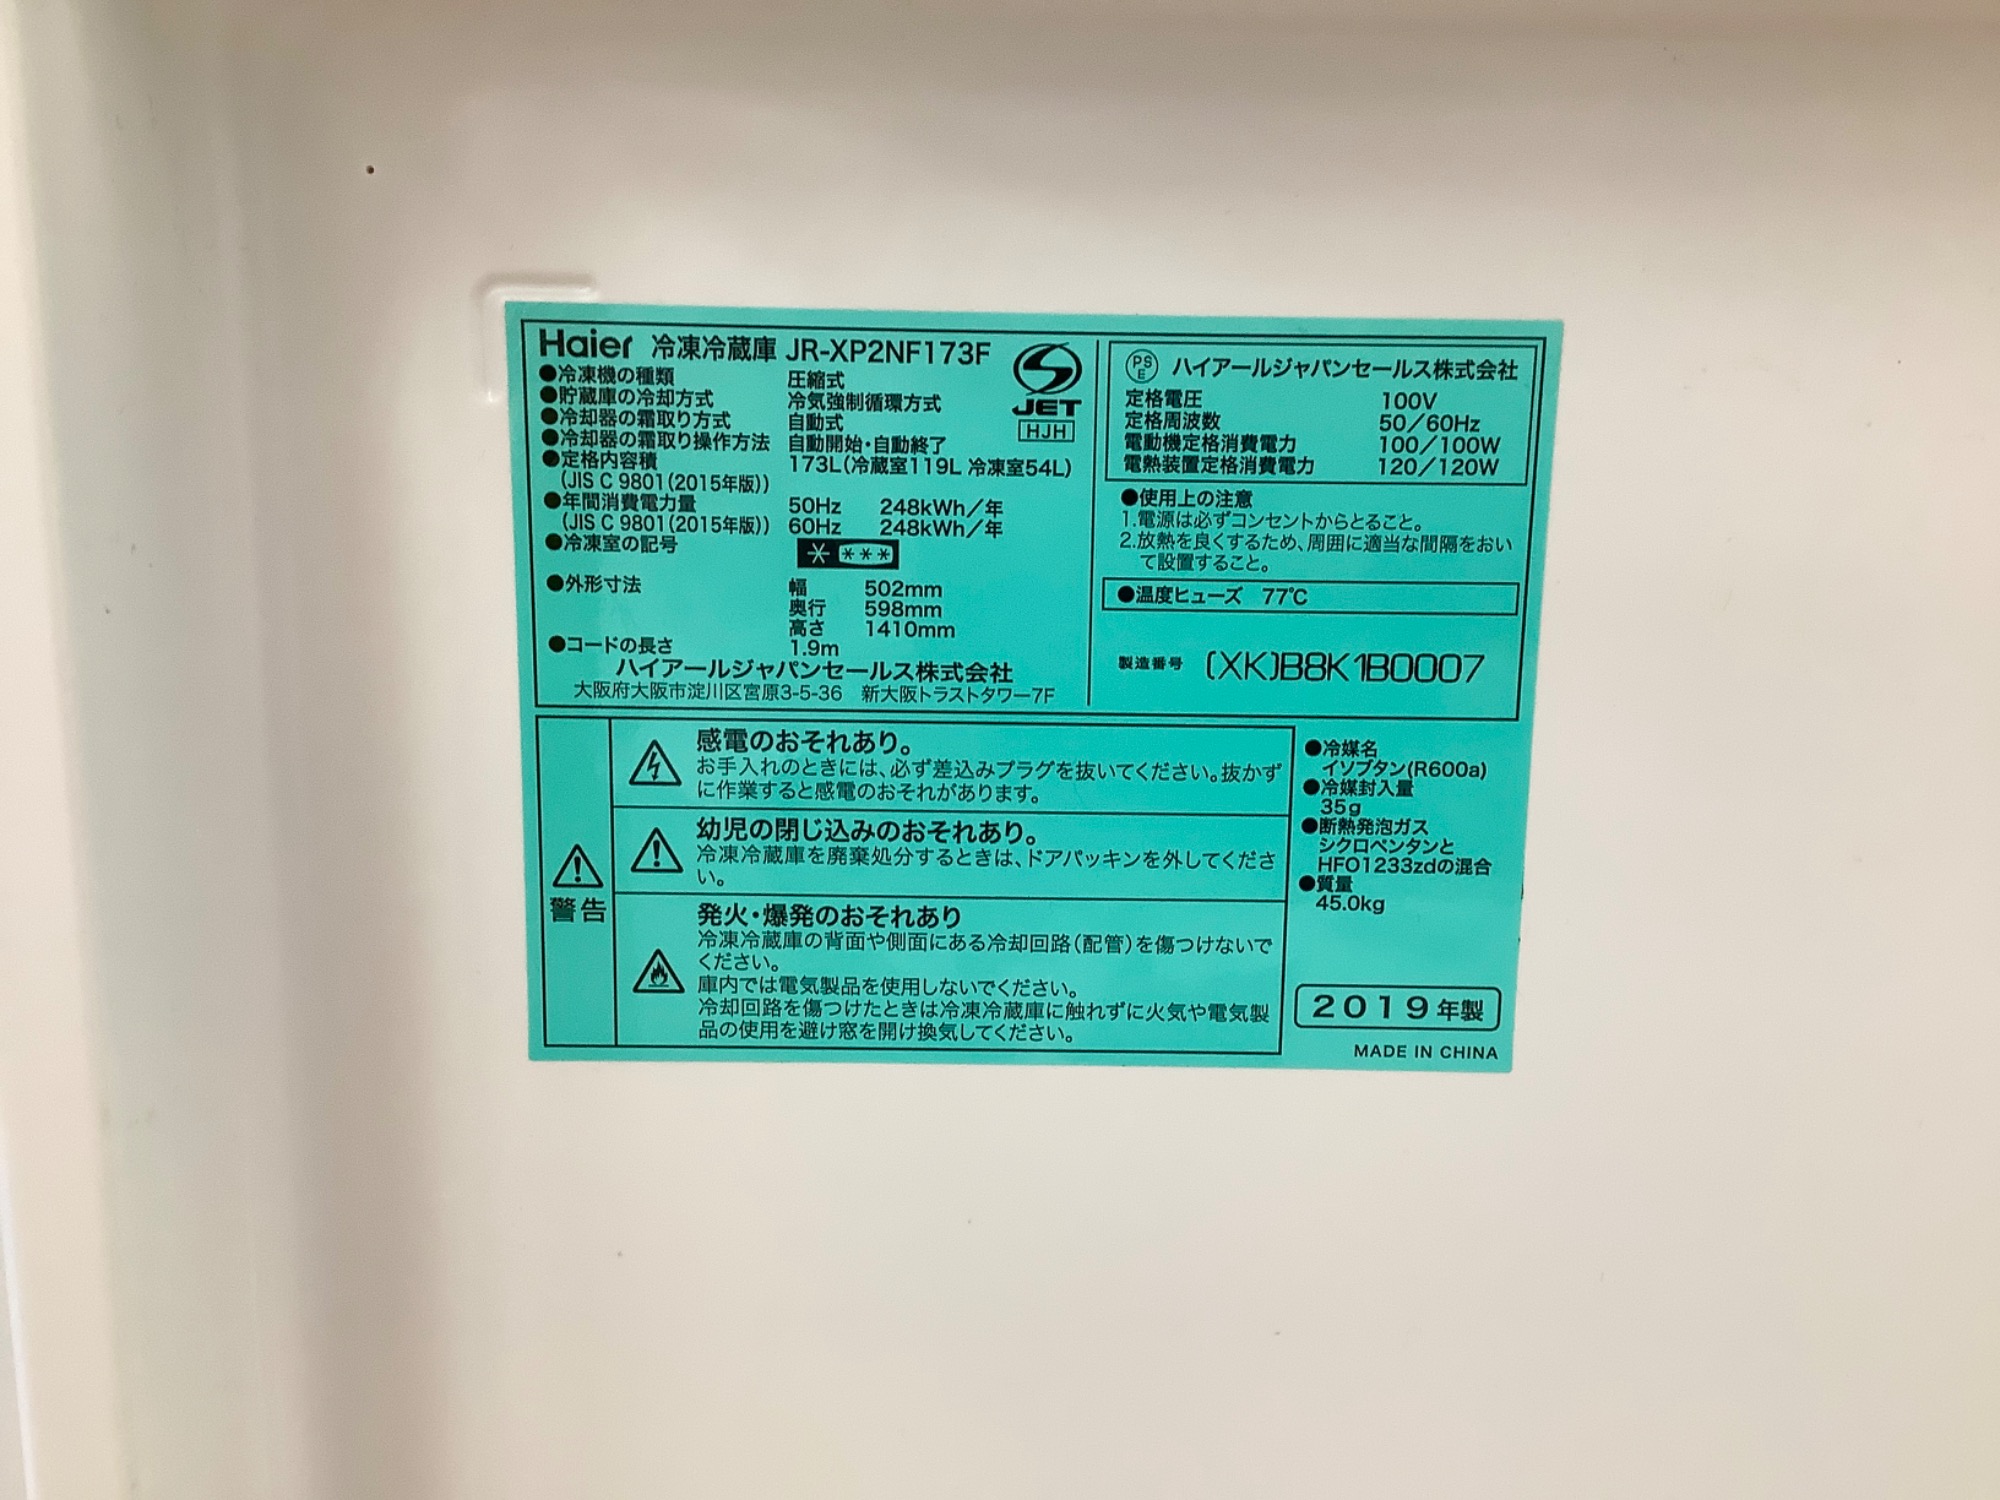 Haier 冷凍冷蔵庫 JR-XP2NF173F
●冷凍機の種類 圧縮式
●貯蔵庫の冷却方式 冷気強制循環方式
●冷却器の霜取り方式 自動式
●冷却器の霜取り操作方法 自動開始・自動終了
●定格内容積 173L(冷蔵室119L 冷凍室54L)
(JIS C 9801(2015年版))
●年間消費電力量 50Hz 248kWh/年
(JIS C 9801(2015年版)) 60Hz 248kWh/年
●冷凍室の記号 * ***
●外形寸法 幅 502mm
奥行 598mm
高さ 1410mm
●コードの長さ 1.9m
ハイアールジャパンセールス株式会社
大阪府大阪市淀川区宮原3-5-36 新大阪トラストタワー7F
JET
HJH
PSE ハイアールジャパンセールス株式会社
定格電圧 100V
定格周波数 50/60Hz
電動機定格消費電力 100/100W
電熱装置定格消費電力 120/120W
●使用上の注意
1.電源は必ずコンセントからとること。
2.放熱を良くするため、周囲に適当な間隔をおい
て設置すること。
●温度ヒューズ 77℃
製造番号 (XK)B8K1B0007
警告
感電のおそれあり。
お手入れのときには、必ず差込みプラグを抜いてください。抜かず
に作業すると感電のおそれがあります。
幼児の閉じ込みのおそれあり。
冷凍冷蔵庫を廃棄処分するときは、ドアパッキンを外してくださ
い。
発火・爆発のおそれあり
冷凍冷蔵庫の背面や側面にある冷却回路(配管)を傷つけないで
ください。
庫内では電気製品を使用しないでください。
冷却回路を傷つけたときは冷凍冷蔵庫に触れずに火気や電気製
品の使用を避け窓を開け換気してください。
●冷媒名
イソブタン(R600a)
●冷媒封入量
35g
●断熱発泡ガス
シクロペンタンと
HFO1233zdの混合
●質量
45.0kg
2019年製
MADE IN CHINA